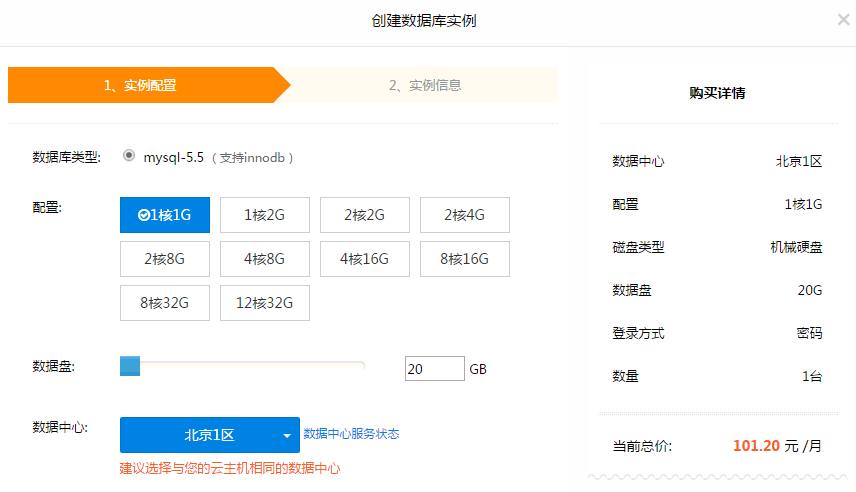 创建数据库实例
1、实例配置
2、实例信息
数据库类型:
mysql-5.5 ( 支持innodb )
配置:
1核1G
1核2G
2核2G
2核4G
2核8G
4核8G
4核16G
8核16G
8核32G
12核32G
数据盘:
20 GB
数据中心:
北京1区
数据中心服务状态
建议选择与您的云主机相同的数据中心
购买详情
数据中心 北京1区
配置 1核1G
磁盘类型 机械硬盘
数据盘 20G
登录方式 密码
数量 1台
当前总价: 101.20 元 /月